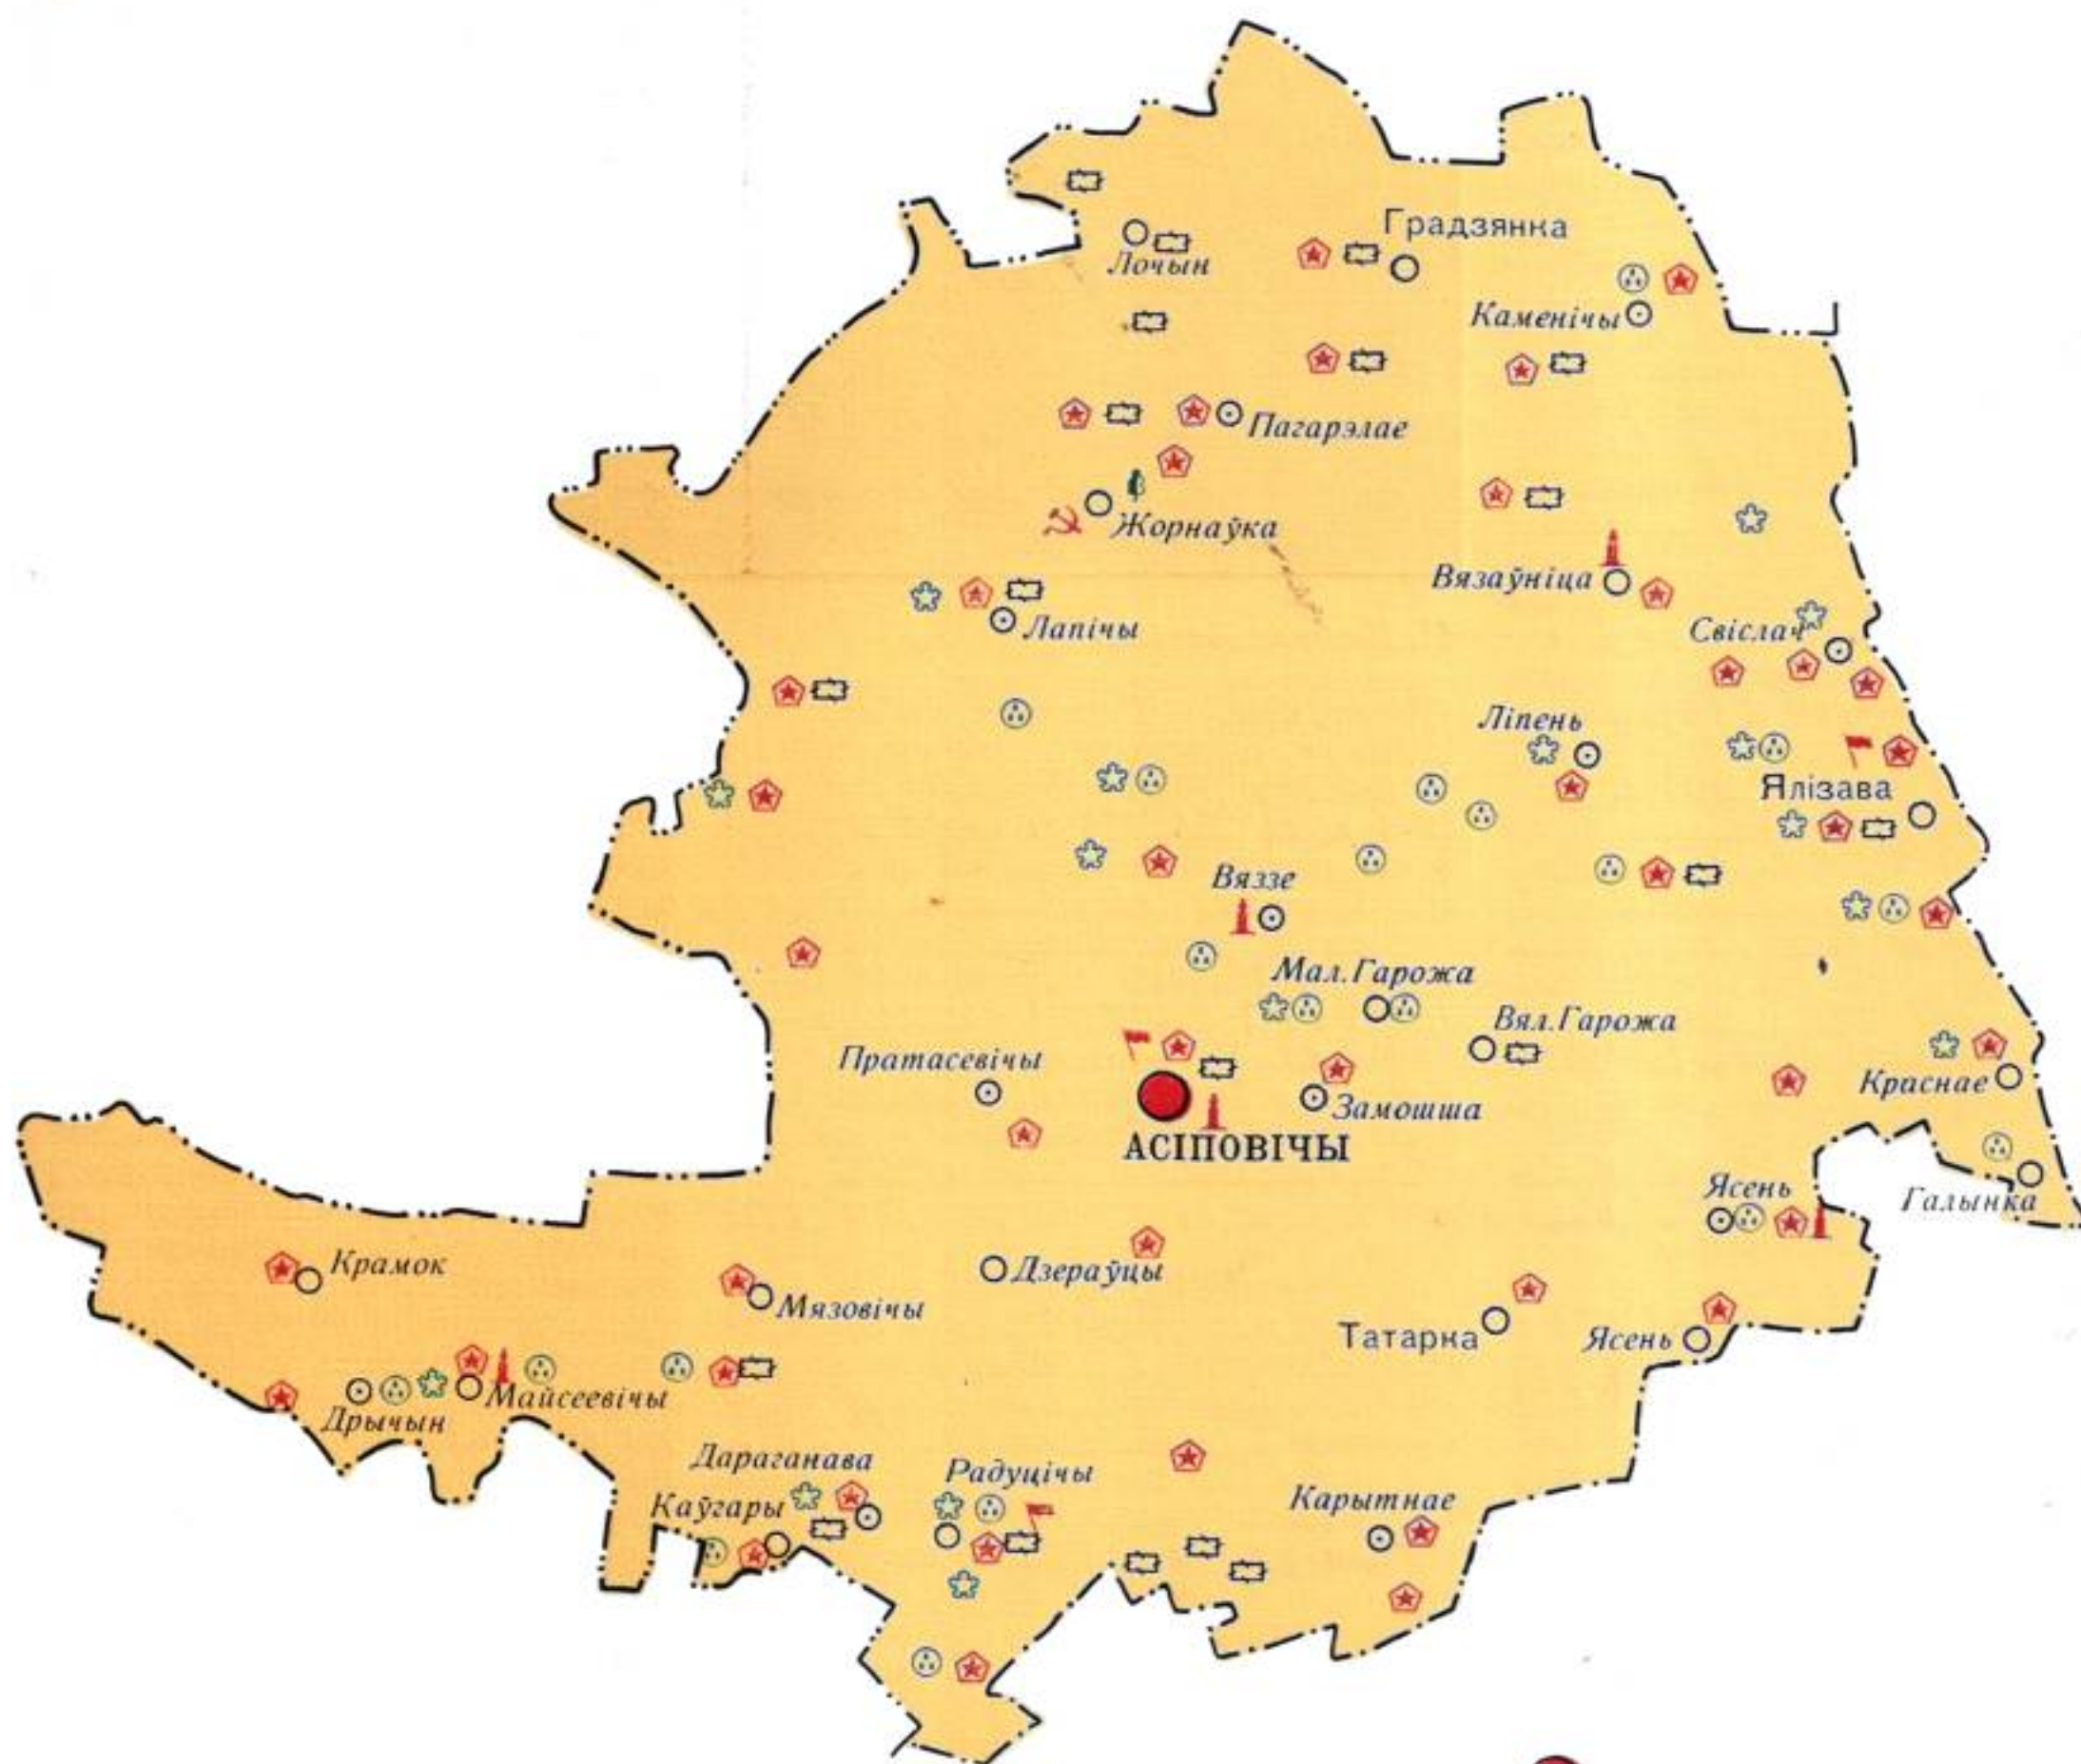 Градзянка
Лочын
Каменічы
Пагарэлае
Жорнаўка
Вязаўніца
Лапічы
Свіслач
Ліпень
Ялізава
Вяззе
Мал.Гарожа
Вял.Гарожа
Пратасевічы
Краснае
Замошша
АСІПОВІЧЫ
Ясень
Галынка
Крамок
Дзераўцы
Мязовічы
Татарка
Ясень
Майсеевічы
Дрычын
Дараганава
Радуцічы
Каўгары
Карытнае